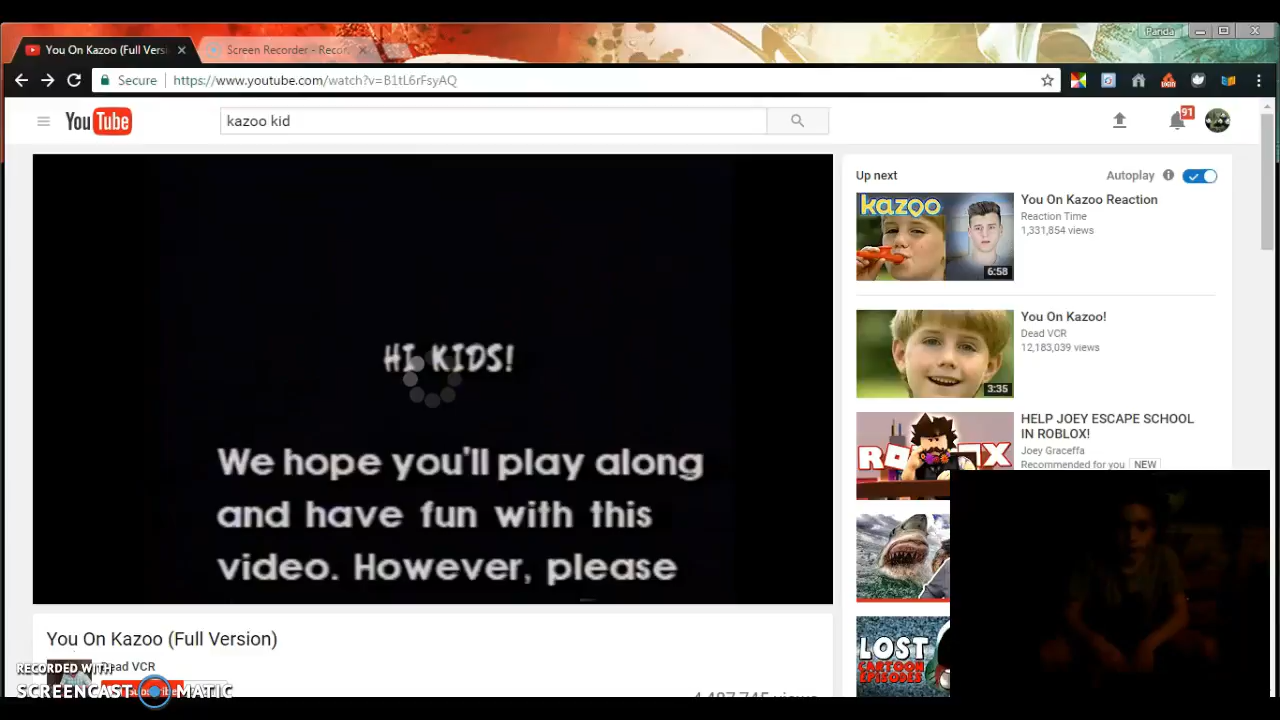 Panda
You On Kazoo (Full Versi
Screen Recorder - Recor
Secure
https://www.youtube.com/watch?v=B1tL6rFsyAQ
LOGIN
YouTube
kazoo kid
91
HI KIDS!
We hope you'll play along
and have fun with this
video. However, please
Up next
Autoplay
kazoo
6:58
You On Kazoo Reaction
Reaction Time
1,331,854 views
3:35
You On Kazoo!
Dead VCR
12,183,039 views
HELP JOEY ESCAPE SCHOOL
IN ROBLOX!
Joey Graceffa
Recommended for you NEW
LOST
CARTOON
EPISODES
You On Kazoo (Full Version)
Dead VCR
RECORDED WITH
SCREENCAST MATIC